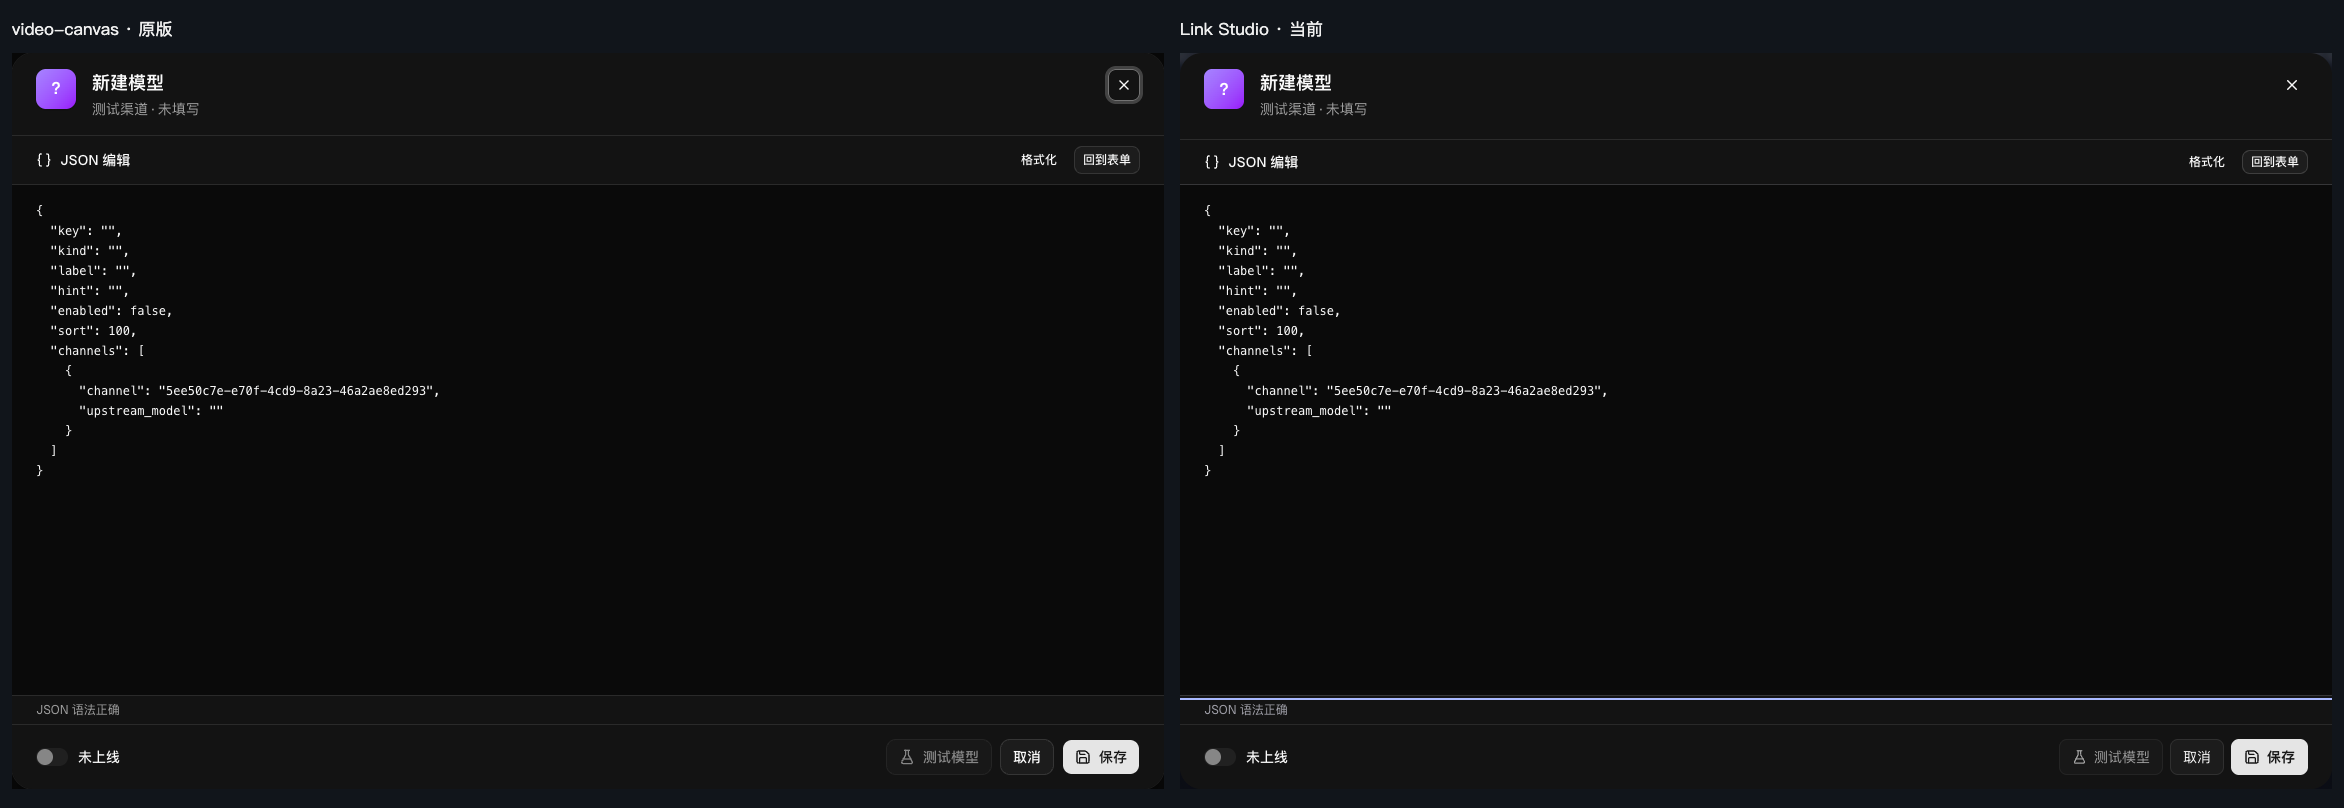 video-canvas · 原版
?
新建模型
测试渠道 · 未填写
{ } JSON 编辑
格式化
回到表单
{
  "key": "",
  "kind": "",
  "label": "",
  "hint": "",
  "enabled": false,
  "sort": 100,
  "channels": [
    {
      "channel": "5ee50c7e-e70f-4cd9-8a23-46a2ae8ed293",
      "upstream_model": ""
    }
  ]
}
JSON 语法正确
未上线
测试模型
取消
保存
Link Studio · 当前
?
新建模型
测试渠道 · 未填写
{ } JSON 编辑
格式化
回到表单
{
  "key": "",
  "kind": "",
  "label": "",
  "hint": "",
  "enabled": false,
  "sort": 100,
  "channels": [
    {
      "channel": "5ee50c7e-e70f-4cd9-8a23-46a2ae8ed293",
      "upstream_model": ""
    }
  ]
}
JSON 语法正确
未上线
测试模型
取消
保存